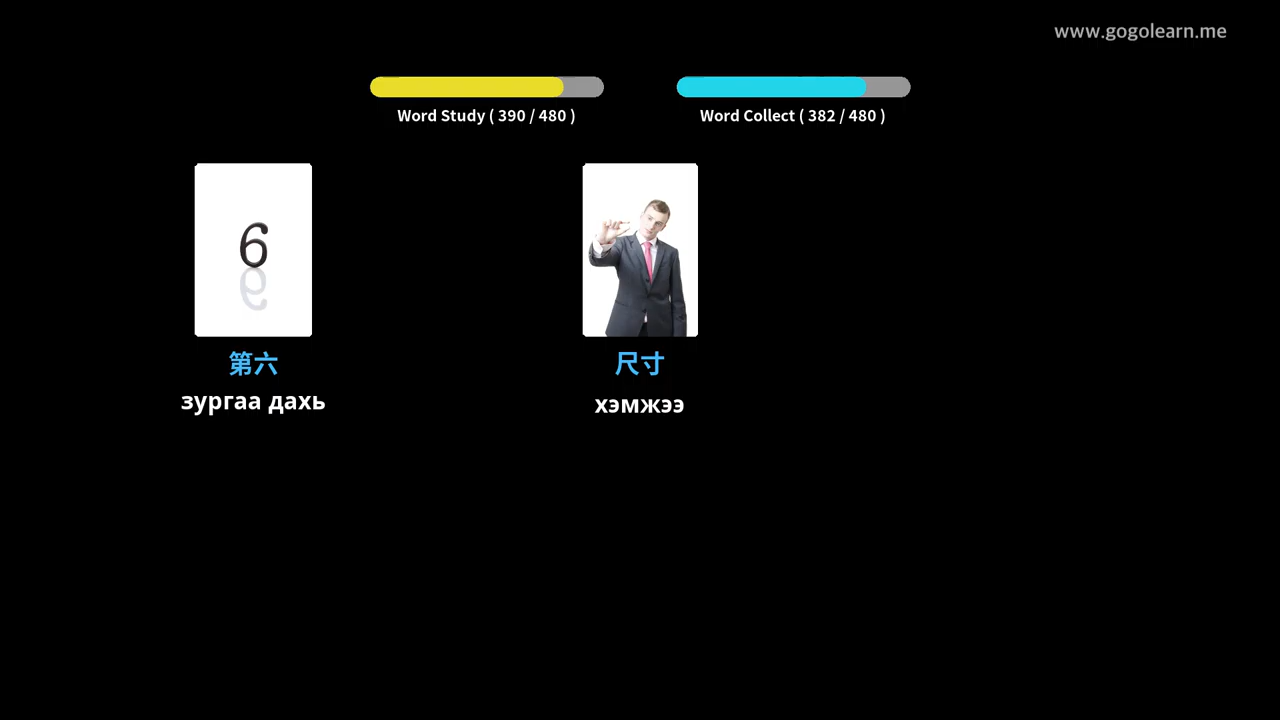 www.gogolearn.me
Word Study ( 390 / 480 )
Word Collect ( 382 / 480 )
6
第六
зургаа дахь
尺寸
хэмжээ